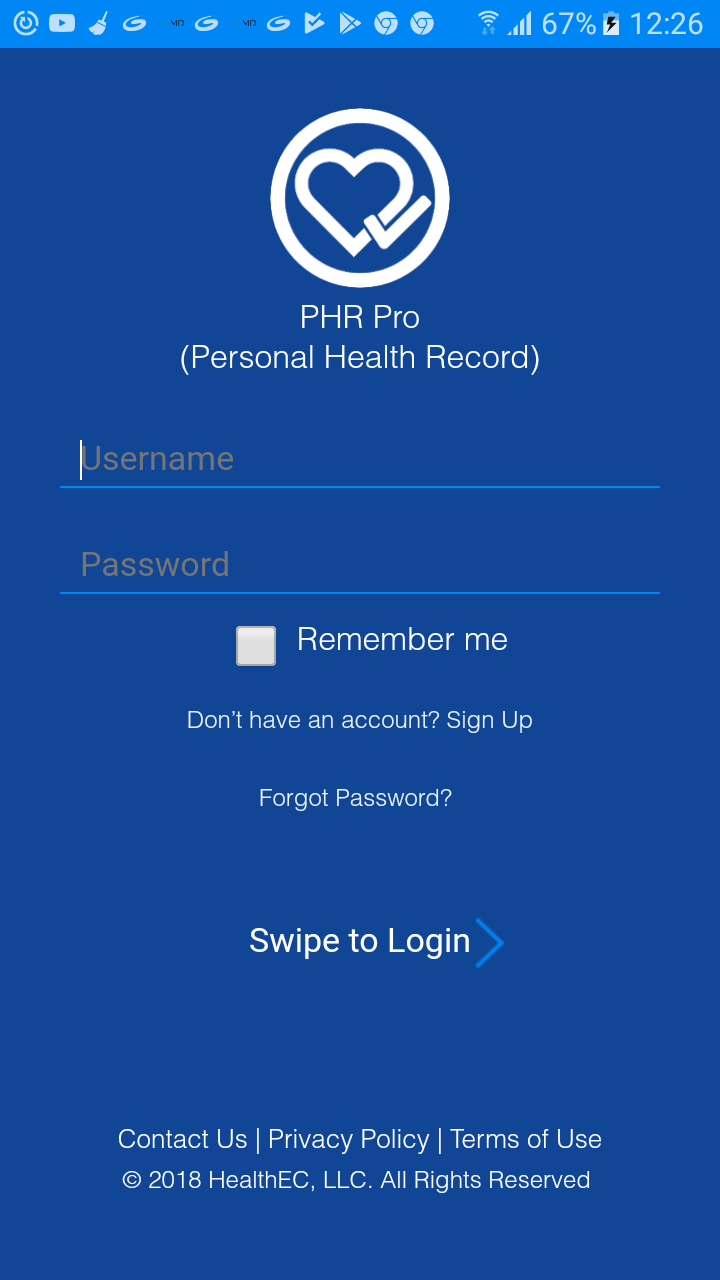 67% 12:26
PHR Pro
(Personal Health Record)
Username
Password
Remember me
Don't have an account? Sign Up
Forgot Password?
Swipe to Login
Contact Us | Privacy Policy | Terms of Use
© 2018 HealthEC, LLC. All Rights Reserved